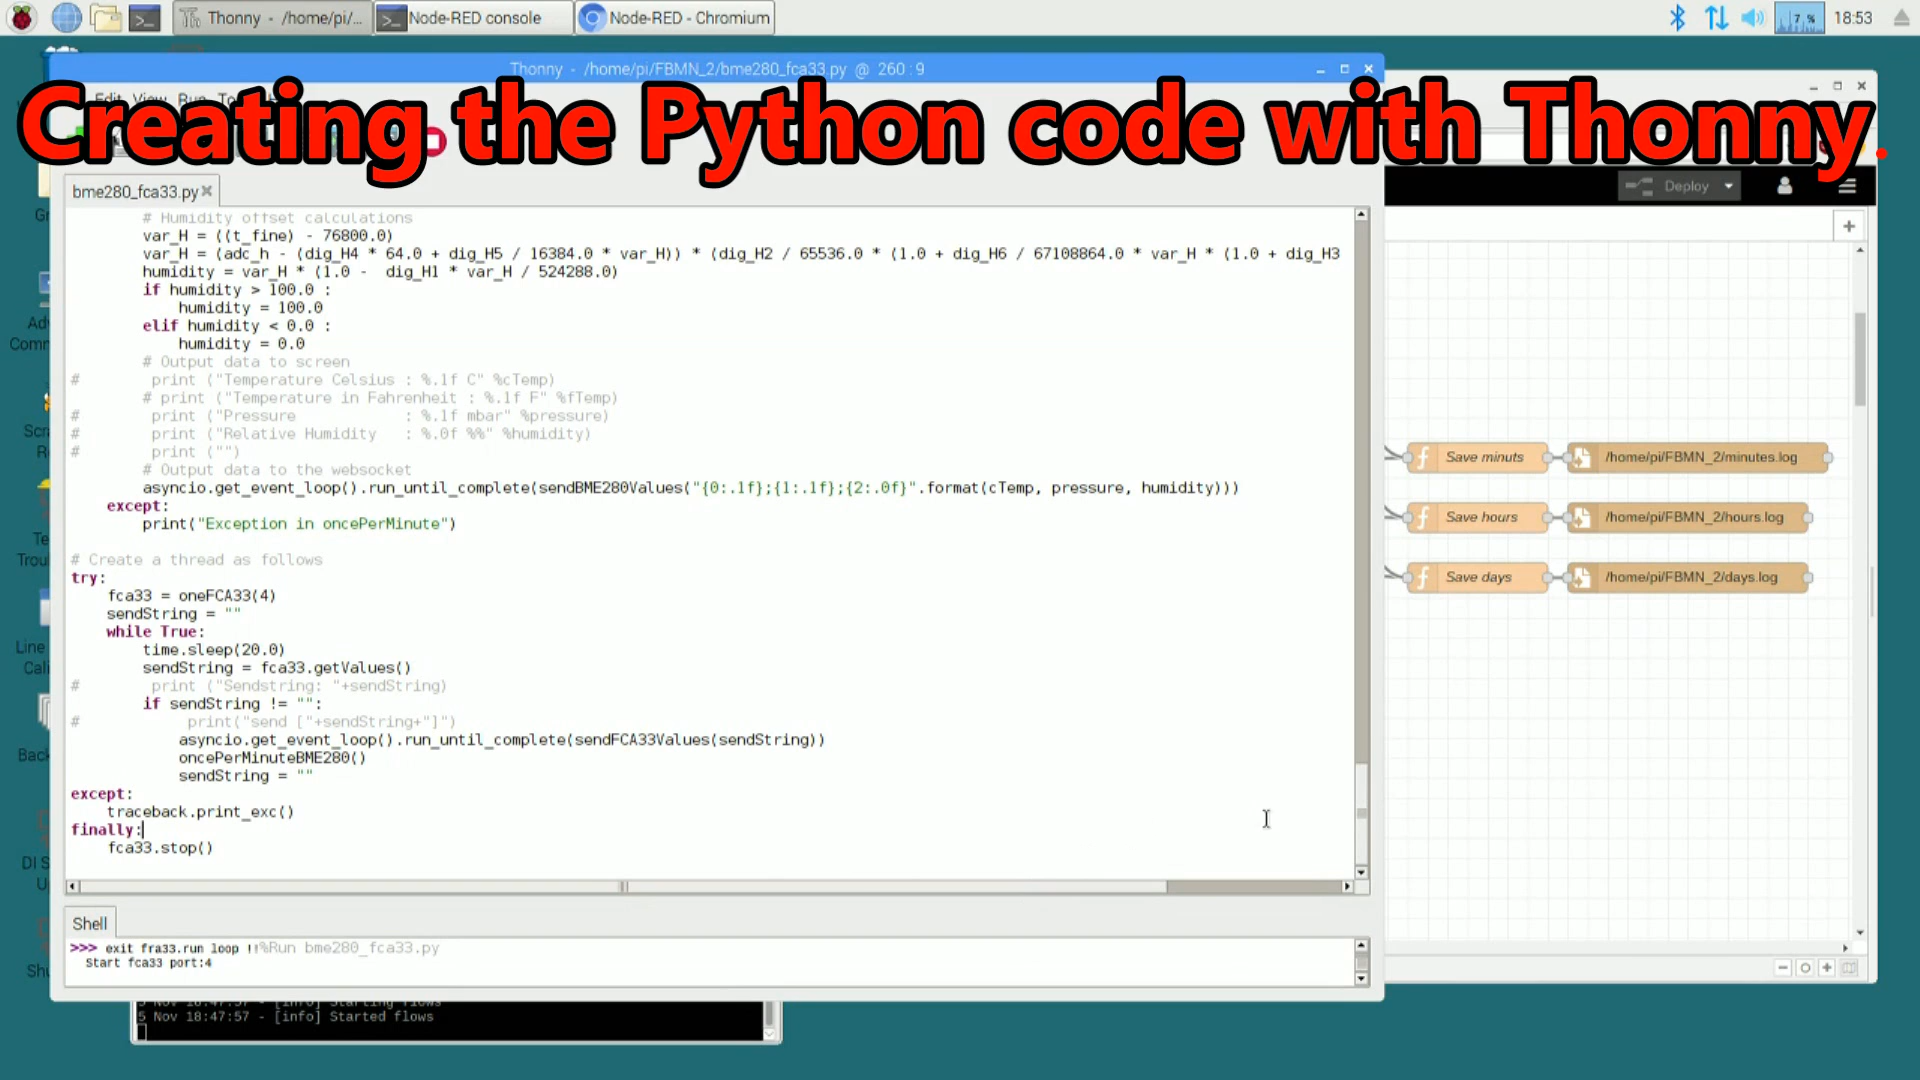 Thonny - /home/pi/...
Node-RED console
Node-RED - Chromium
7 %
18:53
Thonny - /home/pi/FBMN_2/bme280_fca33.py @ 260:9
Creating the Python code with Thonny.
Deploy
bme280_fca33.py
# Humidity offset calculations
var_H = ((t_fine) - 76800.0)
var_H = (adc_h - (dig_H4 * 64.0 + dig_H5 / 16384.0 * var_H)) * (dig_H2 / 65536.0 * (1.0 + dig_H6 / 67108864.0 * var_H * (1.0 + dig_H3
humidity = var_H * (1.0 -  dig_H1 * var_H / 524288.0)
if humidity > 100.0 :
humidity = 100.0
elif humidity < 0.0 :
humidity = 0.0
# Output data to screen
#        print ("Temperature Celsius : %.1f C" %cTemp)
# print ("Temperature in Fahrenheit : %.1f F" %fTemp)
#        print ("Pressure            : %.1f mbar" %pressure)
#        print ("Relative Humidity   : %.0f %%" %humidity)
#        print ("")
# Output data to the websocket
asyncio.get_event_loop().run_until_complete(sendBME280Values("{0:.1f};{1:.1f};{2:.0f}".format(cTemp, pressure, humidity)))
except:
print("Exception in oncePerMinute")
# Create a thread as follows
try:
fca33 = oneFCA33(4)
sendString = ""
while True:
time.sleep(20.0)
sendString = fca33.getValues()
#        print ("Sendstring: "+sendString)
if sendString != "":
#            print("send ["+sendString+"]")
asyncio.get_event_loop().run_until_complete(sendFCA33Values(sendString))
oncePerMinuteBME280()
sendString = ""
except:
traceback.print_exc()
finally:
fca33.stop()
Save minuts
/home/pi/FBMN_2/minutes.log
Save hours
/home/pi/FBMN_2/hours.log
Save days
/home/pi/FBMN_2/days.log
Shell
>>> exit fra33.run loop !!%Run bme280_fca33.py
Start fca33 port:4
5 Nov 18:47:57 - [info] Starting flows
5 Nov 18:47:57 - [info] Started flows